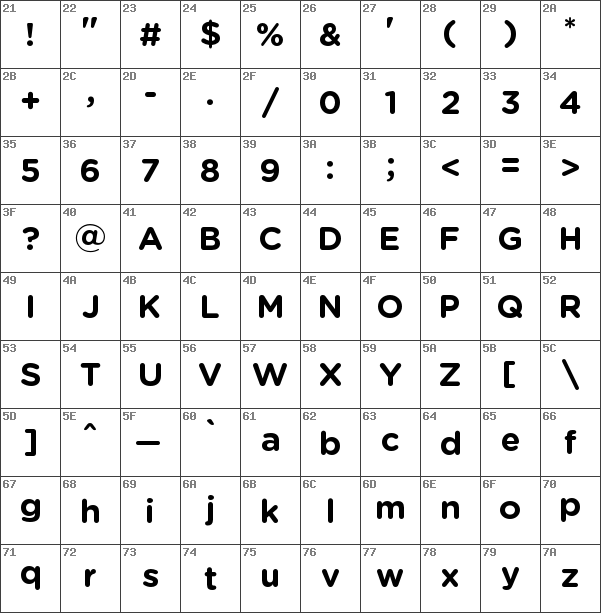 21 22 23 24 25 26 27 28 29 2A
! " # $ % & ' ( ) *
2B 2C 2D 2E 2F 30 31 32 33 34
+ , - . / 0 1 2 3 4
35 36 37 38 39 3A 3B 3C 3D 3E
5 6 7 8 9 : ; < = >
3F 40 41 42 43 44 45 46 47 48
? @ A B C D E F G H
49 4A 4B 4C 4D 4E 4F 50 51 52
I J K L M N O P Q R
53 54 55 56 57 58 59 5A 5B 5C
S T U V W X Y Z [ \
5D 5E 5F 60 61 62 63 64 65 66
] ^ _ ` a b c d e f
67 68 69 6A 6B 6C 6D 6E 6F 70
g h i j k l m n o p
71 72 73 74 75 76 77 78 79 7A
q r s t u v w x y z